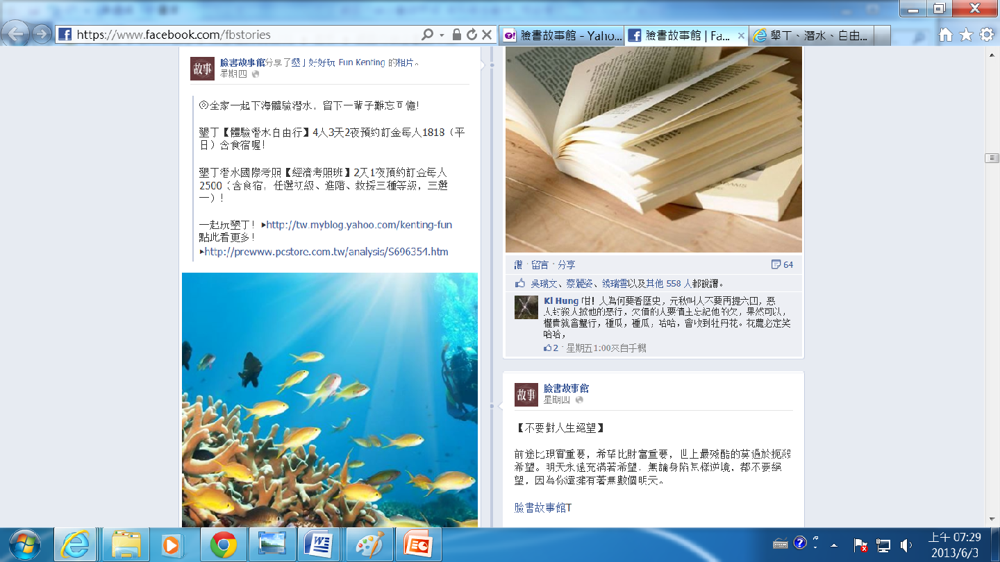 https://www.facebook.com/fbstories
臉書故事館 - Yaho...
臉書故事館 | Fa...
墾丁、潛水、自由...
故事
臉書故事館分享了墾丁好好玩 Fun Kenting 的相片。
星期四
◎全家一起下海體驗潛水，留下一輩子難忘回憶！
墾丁【體驗潛水自由行】4人3天2夜預約訂金每人1818（平
日）含食宿喔！
墾丁潛水國際考照【經濟考照班】2天1夜預約訂金每人
2500（含食宿，任選初級、進階、救援三種等級，三選
一）！
一起玩墾丁！▶http://tw.myblog.yahoo.com/kenting-fun
點此看更多！
▶http://prewww.pcstore.com.tw/analysis/S696354.htm
讚 · 留言 · 分享
64
吳瑞文、蔡麗姿、饒瑞雲以及其他 558 人都說讚。
Kl Hung 咁！人為何要看歷史，元秋叫人不要再提六四，惡
人封殺人掀他的惡行，欠債的人要債主忘記他的欠，果然可以，
權貴就會蟹行，種瓜，種瓜，哈哈，會收到牡丹花。花農必定笑
哈哈，
2 · 星期五1:00來自手機
故事
臉書故事館
星期四
【不要對人生絕望】
前途比現實重要，希望比財富重要，世上最殘酷的莫過於扼殺
希望。明天永遠充滿著希望，無論身陷怎樣逆境，都不要絕
望，因為你還擁有著無數個明天。
臉書故事館T
上午 07:29
2013/6/3